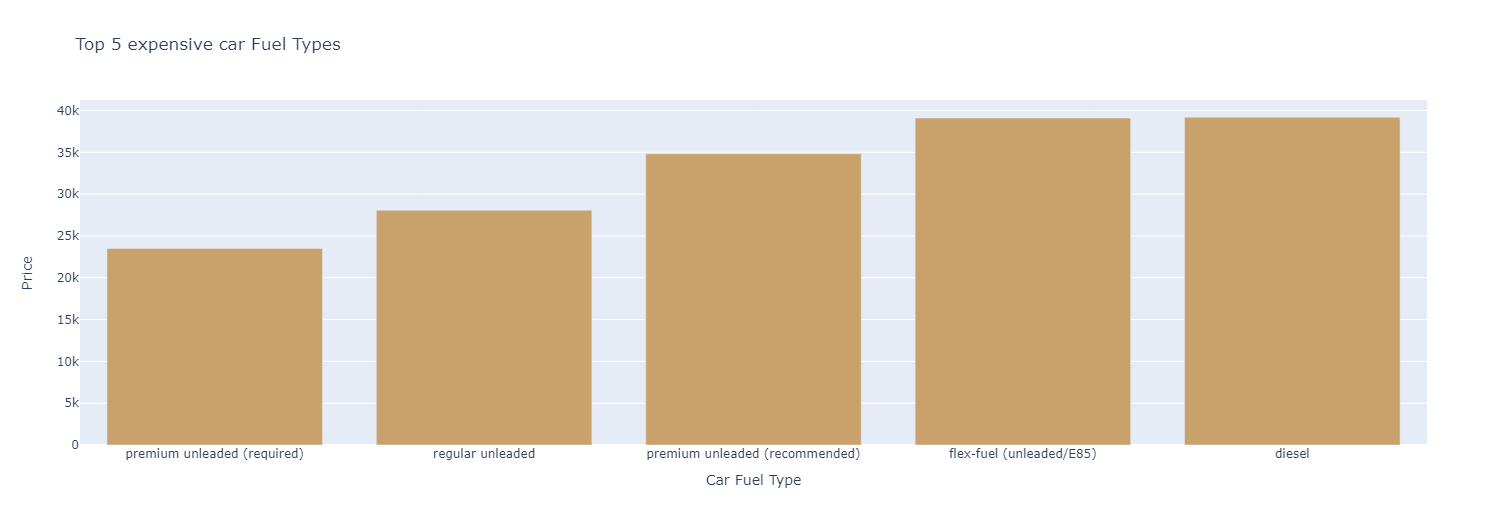 Top 5 expensive car Fuel Types
40k
35k
30k
25k
20k
15k
10k
5k
0
Price
premium unleaded (required)
regular unleaded
premium unleaded (recommended)
flex-fuel (unleaded/E85)
diesel
Car Fuel Type